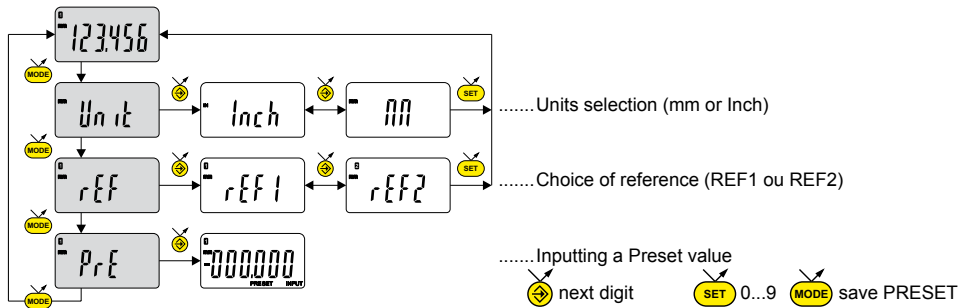 123.456
MODE
Unit Inch MM SET .......Units selection (mm or Inch)
MODE
rEF rEF1 rEF2 SET .......Choice of reference (REF1 ou REF2)
MODE
PrE -000.000 PRESET INPUT .......Inputting a Preset value
MODE next digit SET 0...9 MODE save PRESET